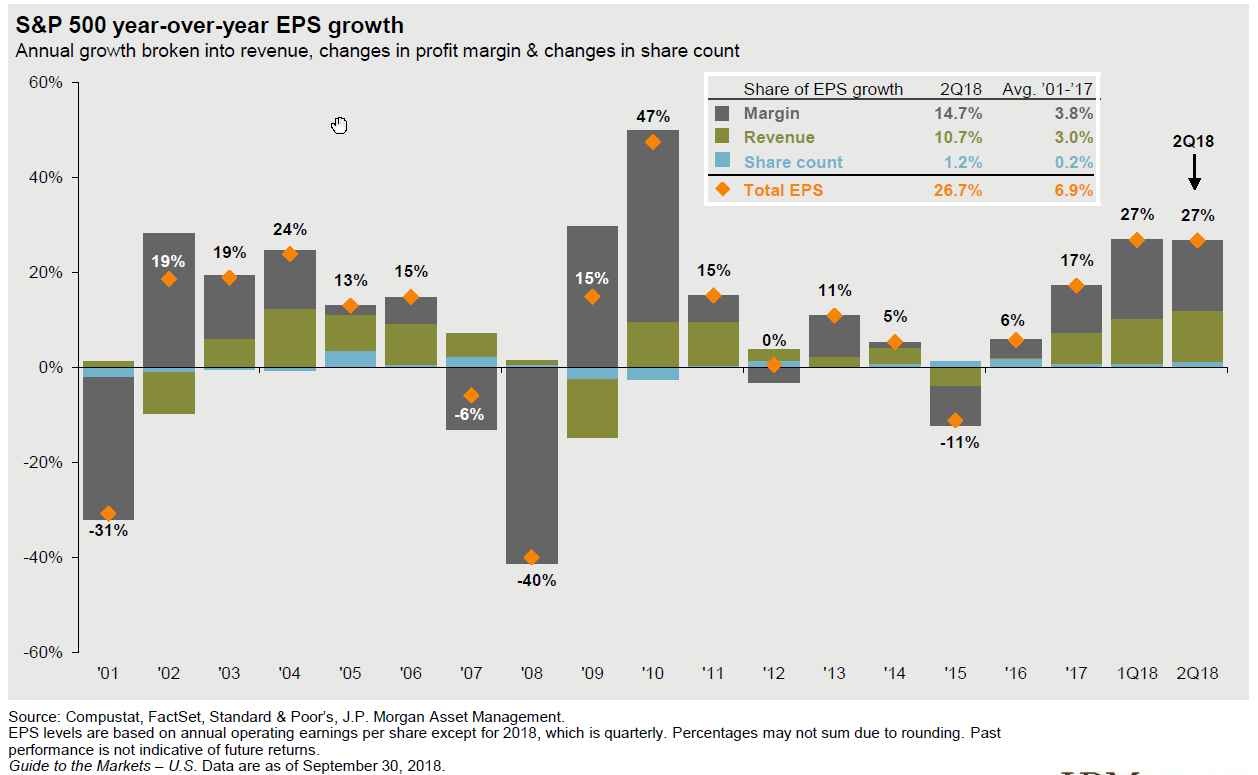 S&P 500 year-over-year EPS growth
Annual growth broken into revenue, changes in profit margin & changes in share count
60%
40%
20%
0%
-20%
-40%
-60%
Share of EPS growth 2Q18 Avg. '01-'17
Margin 14.7% 3.8%
Revenue 10.7% 3.0%
Share count 1.2% 0.2%
Total EPS 26.7% 6.9%
2Q18
-31%
19%
19%
24%
13%
15%
-6%
-40%
15%
47%
15%
0%
11%
5%
-11%
6%
17%
27%
27%
'01 '02 '03 '04 '05 '06 '07 '08 '09 '10 '11 '12 '13 '14 '15 '16 '17 1Q18 2Q18
Source: Compustat, FactSet, Standard & Poor's, J.P. Morgan Asset Management.
EPS levels are based on annual operating earnings per share except for 2018, which is quarterly. Percentages may not sum due to rounding. Past
performance is not indicative of future returns.
Guide to the Markets – U.S. Data are as of September 30, 2018.